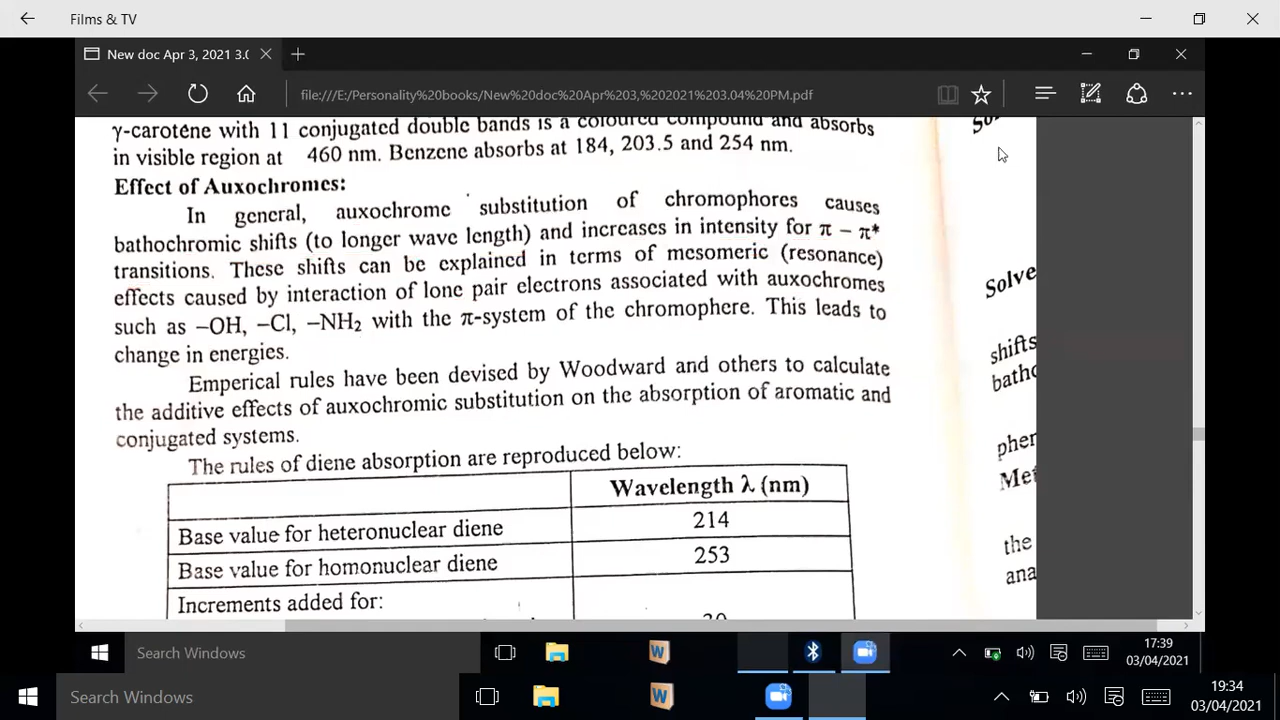 Films & TV
New doc Apr 3, 2021 3.0
file:///E:/Personality%20books/New%20doc%20Apr%203,%202021%203.04%20PM.pdf
γ-carotene with 11 conjugated double bands is a coloured compound and absorbs
in visible region at 460 nm. Benzene absorbs at 184, 203.5 and 254 nm.
Effect of Auxochromes:
In general, auxochrome substitution of chromophores causes
bathochromic shifts (to longer wave length) and increases in intensity for π – π*
transitions. These shifts can be explained in terms of mesomeric (resonance)
effects caused by interaction of lone pair electrons associated with auxochromes
such as –OH, –Cl, –NH2 with the π-system of the chromophere. This leads to
change in energies.
Emperical rules have been devised by Woodward and others to calculate
the additive effects of auxochromic substitution on the absorption of aromatic and
conjugated systems.
The rules of diene absorption are reproduced below:
Wavelength λ (nm)
Base value for heteronuclear diene 214
Base value for homonuclear diene 253
Increments added for:
30
Solve
shifts
batho
phen
Met
the
ana
Search Windows
W
17:39
03/04/2021
Search Windows
W
19:34
03/04/2021